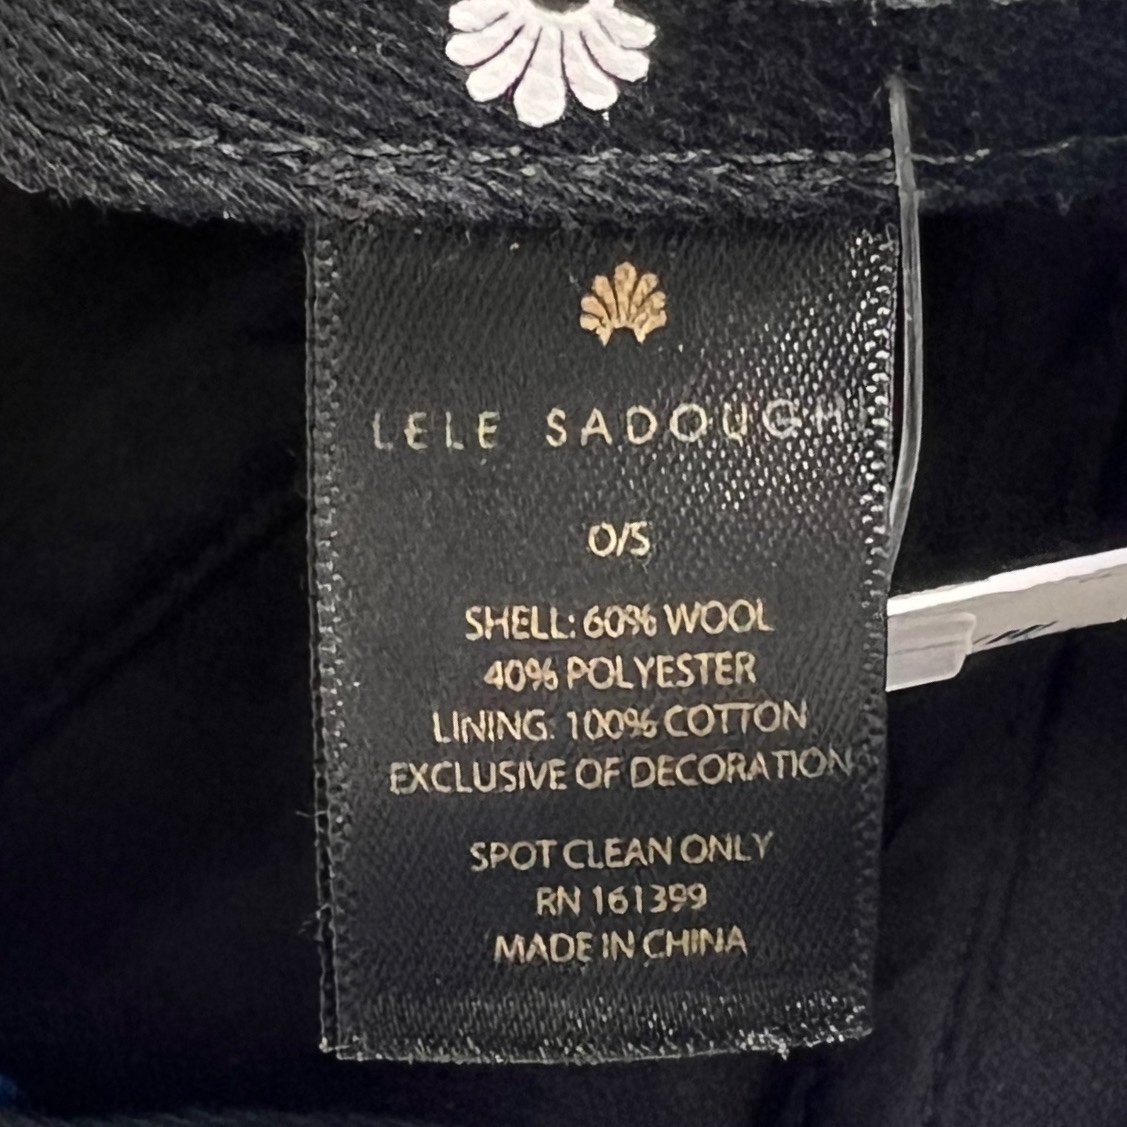 LELE SADOUGHI
O/S
SHELL: 60% WOOL
40% POLYESTER
LINING: 100% COTTON
EXCLUSIVE OF DECORATION
SPOT CLEAN ONLY
RN 161399
MADE IN CHINA